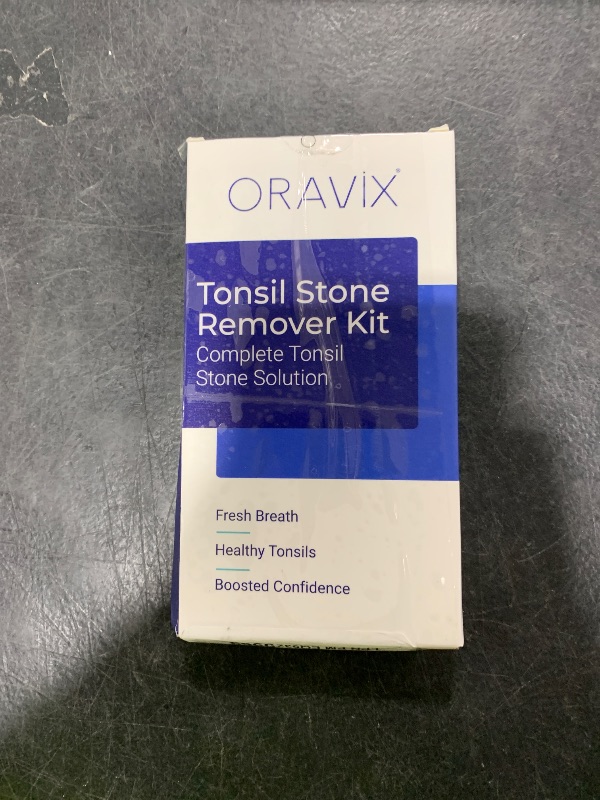 ORAVIX®
Tonsil Stone
Remover Kit
Complete Tonsil
Stone Solution
Fresh Breath
Healthy Tonsils
Boosted Confidence